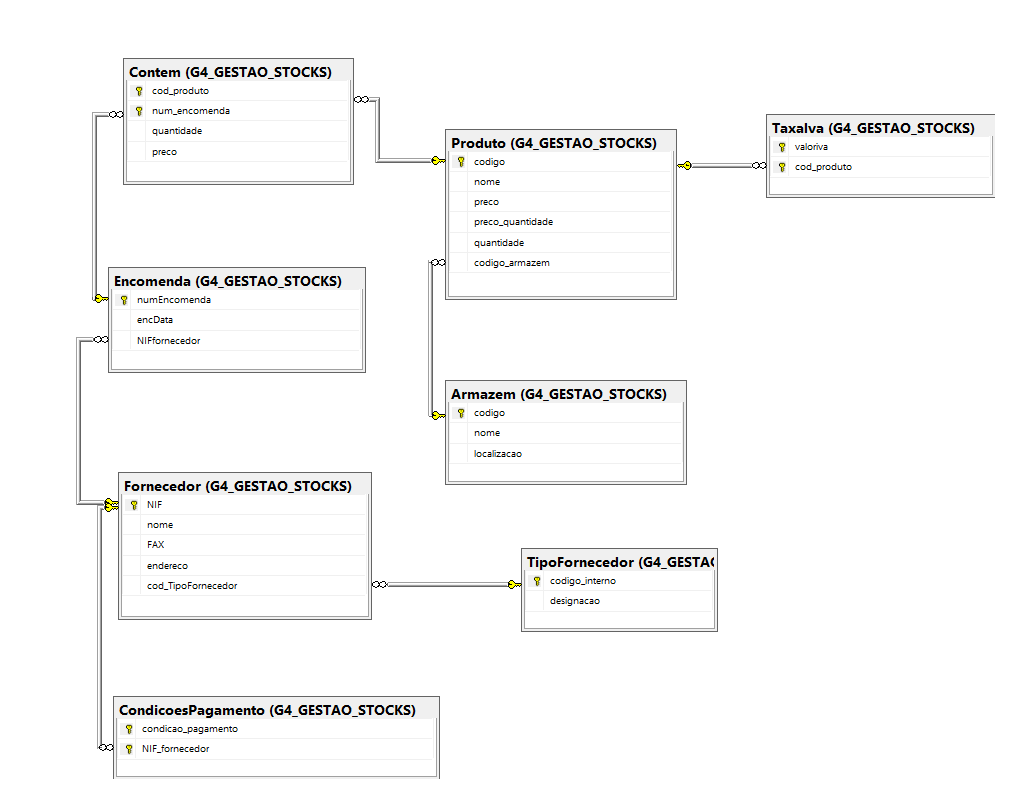 Contem (G4_GESTAO_STOCKS)
cod_produto
num_encomenda
quantidade
preco
Produto (G4_GESTAO_STOCKS)
codigo
nome
preco
preco_quantidade
quantidade
codigo_armazem
TaxaIva (G4_GESTAO_STOCKS)
valoriva
cod_produto
Encomenda (G4_GESTAO_STOCKS)
numEncomenda
encData
NIFfornecedor
Armazem (G4_GESTAO_STOCKS)
codigo
nome
localizacao
Fornecedor (G4_GESTAO_STOCKS)
NIF
nome
FAX
endereco
cod_TipoFornecedor
TipoFornecedor (G4_GESTAC
codigo_interno
designacao
CondicoesPagamento (G4_GESTAO_STOCKS)
condicao_pagamento
NIF_fornecedor